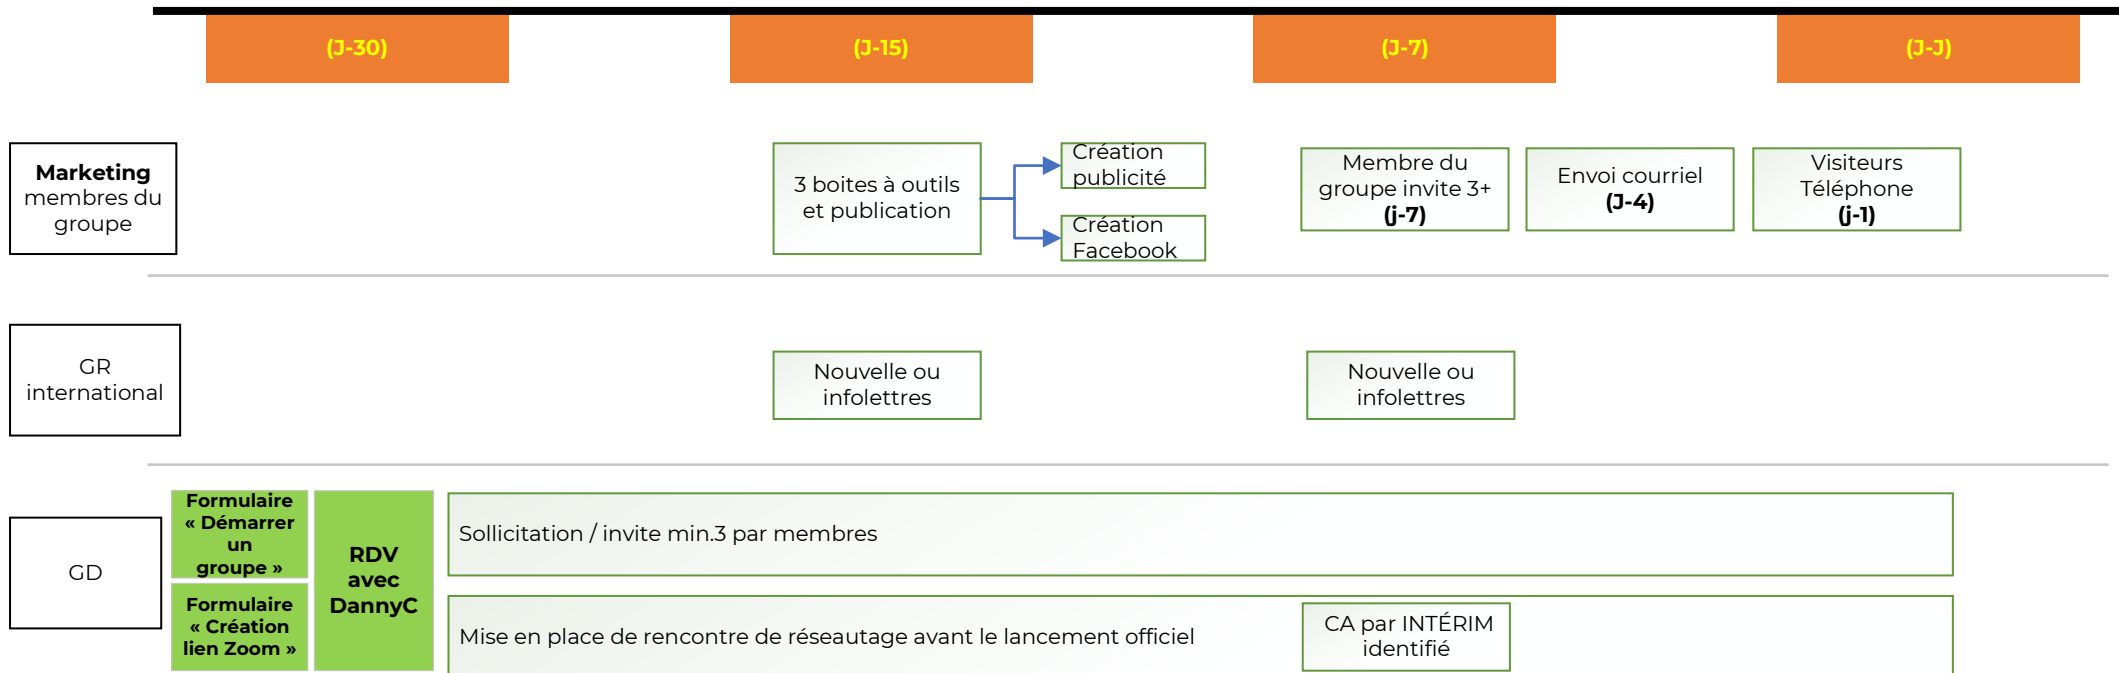 (J-30)
(J-15)
(J-7)
(J-J)
Marketing
membres du
groupe
3 boites à outils
et publication
Création
publicité
Création
Facebook
Membre du
groupe invite 3+
(j-7)
Envoi courriel
(J-4)
Visiteurs
Téléphone
(j-1)
GR
international
Nouvelle ou
infolettres
Nouvelle ou
infolettres
GD
Formulaire
« Démarrer
un
groupe »
Formulaire
« Création
lien Zoom »
RDV
avec
DannyC
Sollicitation / invite min.3 par membres
Mise en place de rencontre de réseautage avant le lancement officiel
CA par INTÉRIM
identifié